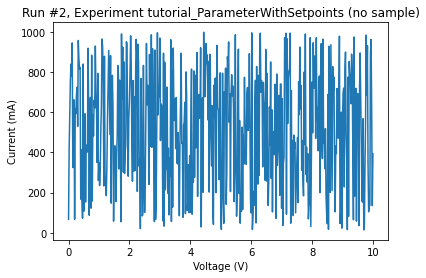 Run #2, Experiment tutorial_ParameterWithSetpoints (no sample)
1000
800
600
400
200
0
Current (mA)
0 2 4 6 8 10
Voltage (V)